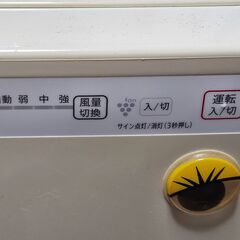 動 弱 中 強
風量
切換
ion
入/切
サイン点灯/消灯(3秒押し)
運転
入/切